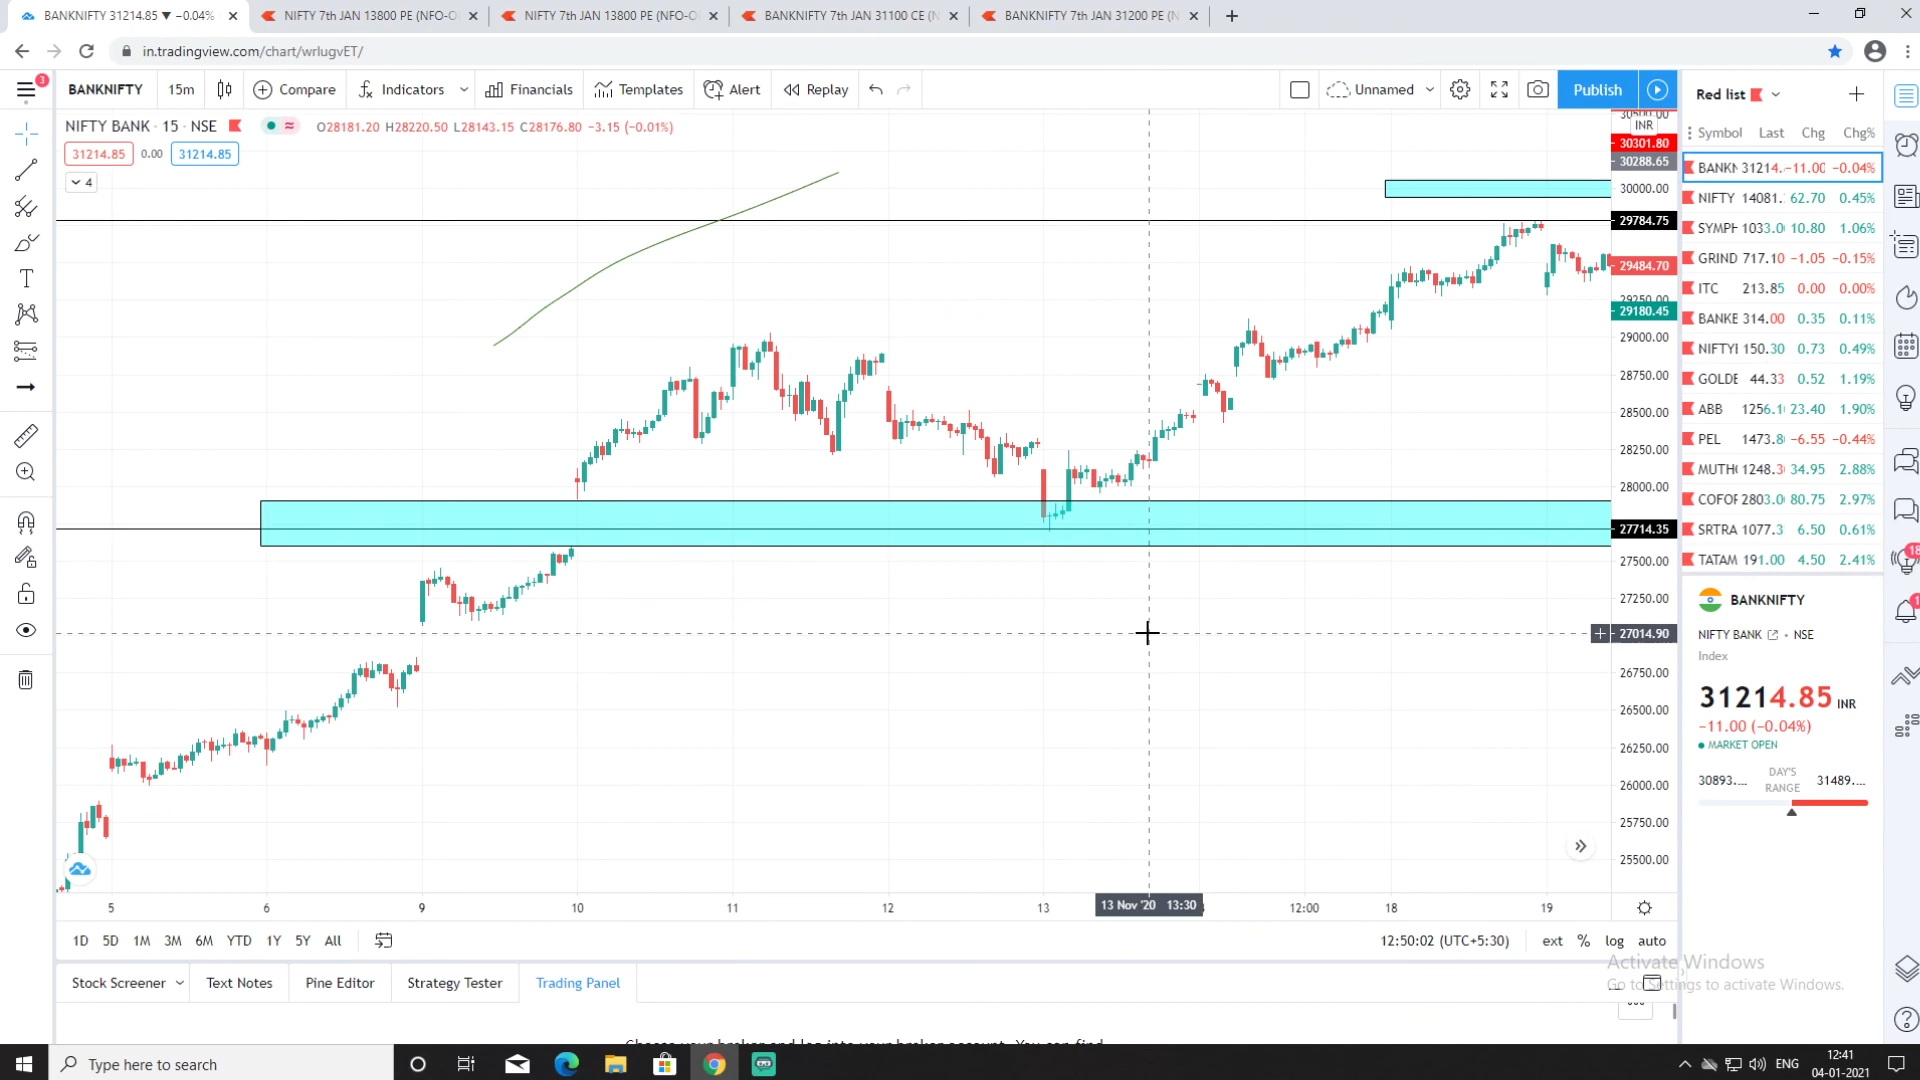 BANKNIFTY 31214.85 ▼ −0.04%
NIFTY 7th JAN 13800 PE (NFO-O
NIFTY 7th JAN 13800 PE (NFO-O
BANKNIFTY 7th JAN 31100 CE (N
BANKNIFTY 7th JAN 31200 PE (N
in.tradingview.com/chart/wrlugvET/
3
BANKNIFTY 15m Compare Indicators Financials Templates Alert Replay Unnamed Publish
Red list
NIFTY BANK · 15 · NSE O28181.20 H28220.50 L28143.15 C28176.80 −3.15 (−0.01%)
31214.85 0.00 31214.85
4
INR
30301.80
30288.65
30000.00
29784.75
29484.70
29250.00
29180.45
29000.00
28750.00
28500.00
28250.00
28000.00
27714.35
27500.00
27250.00
27014.90
26750.00
26500.00
26250.00
26000.00
25750.00
25500.00
Symbol Last Chg Chg%
BANKN 31214. −11.00 −0.04%
NIFTY 14081. 62.70 0.45%
SYMPH 1033.0 10.80 1.06%
GRIND 717.10 −1.05 −0.15%
ITC 213.85 0.00 0.00%
BANKE 314.00 0.35 0.11%
NIFTYI 150.30 0.73 0.49%
GOLDE 44.33 0.52 1.19%
ABB 1256.1 23.40 1.90%
PEL 1473.8 −6.55 −0.44%
MUTH 1248.3 34.95 2.88%
COFOF 2803.0 80.75 2.97%
SRTRA 1077.3 6.50 0.61%
TATAM 191.00 4.50 2.41%
BANKNIFTY
NIFTY BANK · NSE
Index
31214.85 INR
−11.00 (−0.04%)
MARKET OPEN
30893.... DAY'S RANGE 31489....
18
1
5 6 9 10 11 12 13 13 Nov '20 13:30 12:00 18 19
1D 5D 1M 3M 6M YTD 1Y 5Y All 12:50:02 (UTC+5:30) ext % log auto
Stock Screener Text Notes Pine Editor Strategy Tester Trading Panel
Activate Windows
Go to Settings to activate Windows.
Type here to search
ENG
12:41
04-01-2021